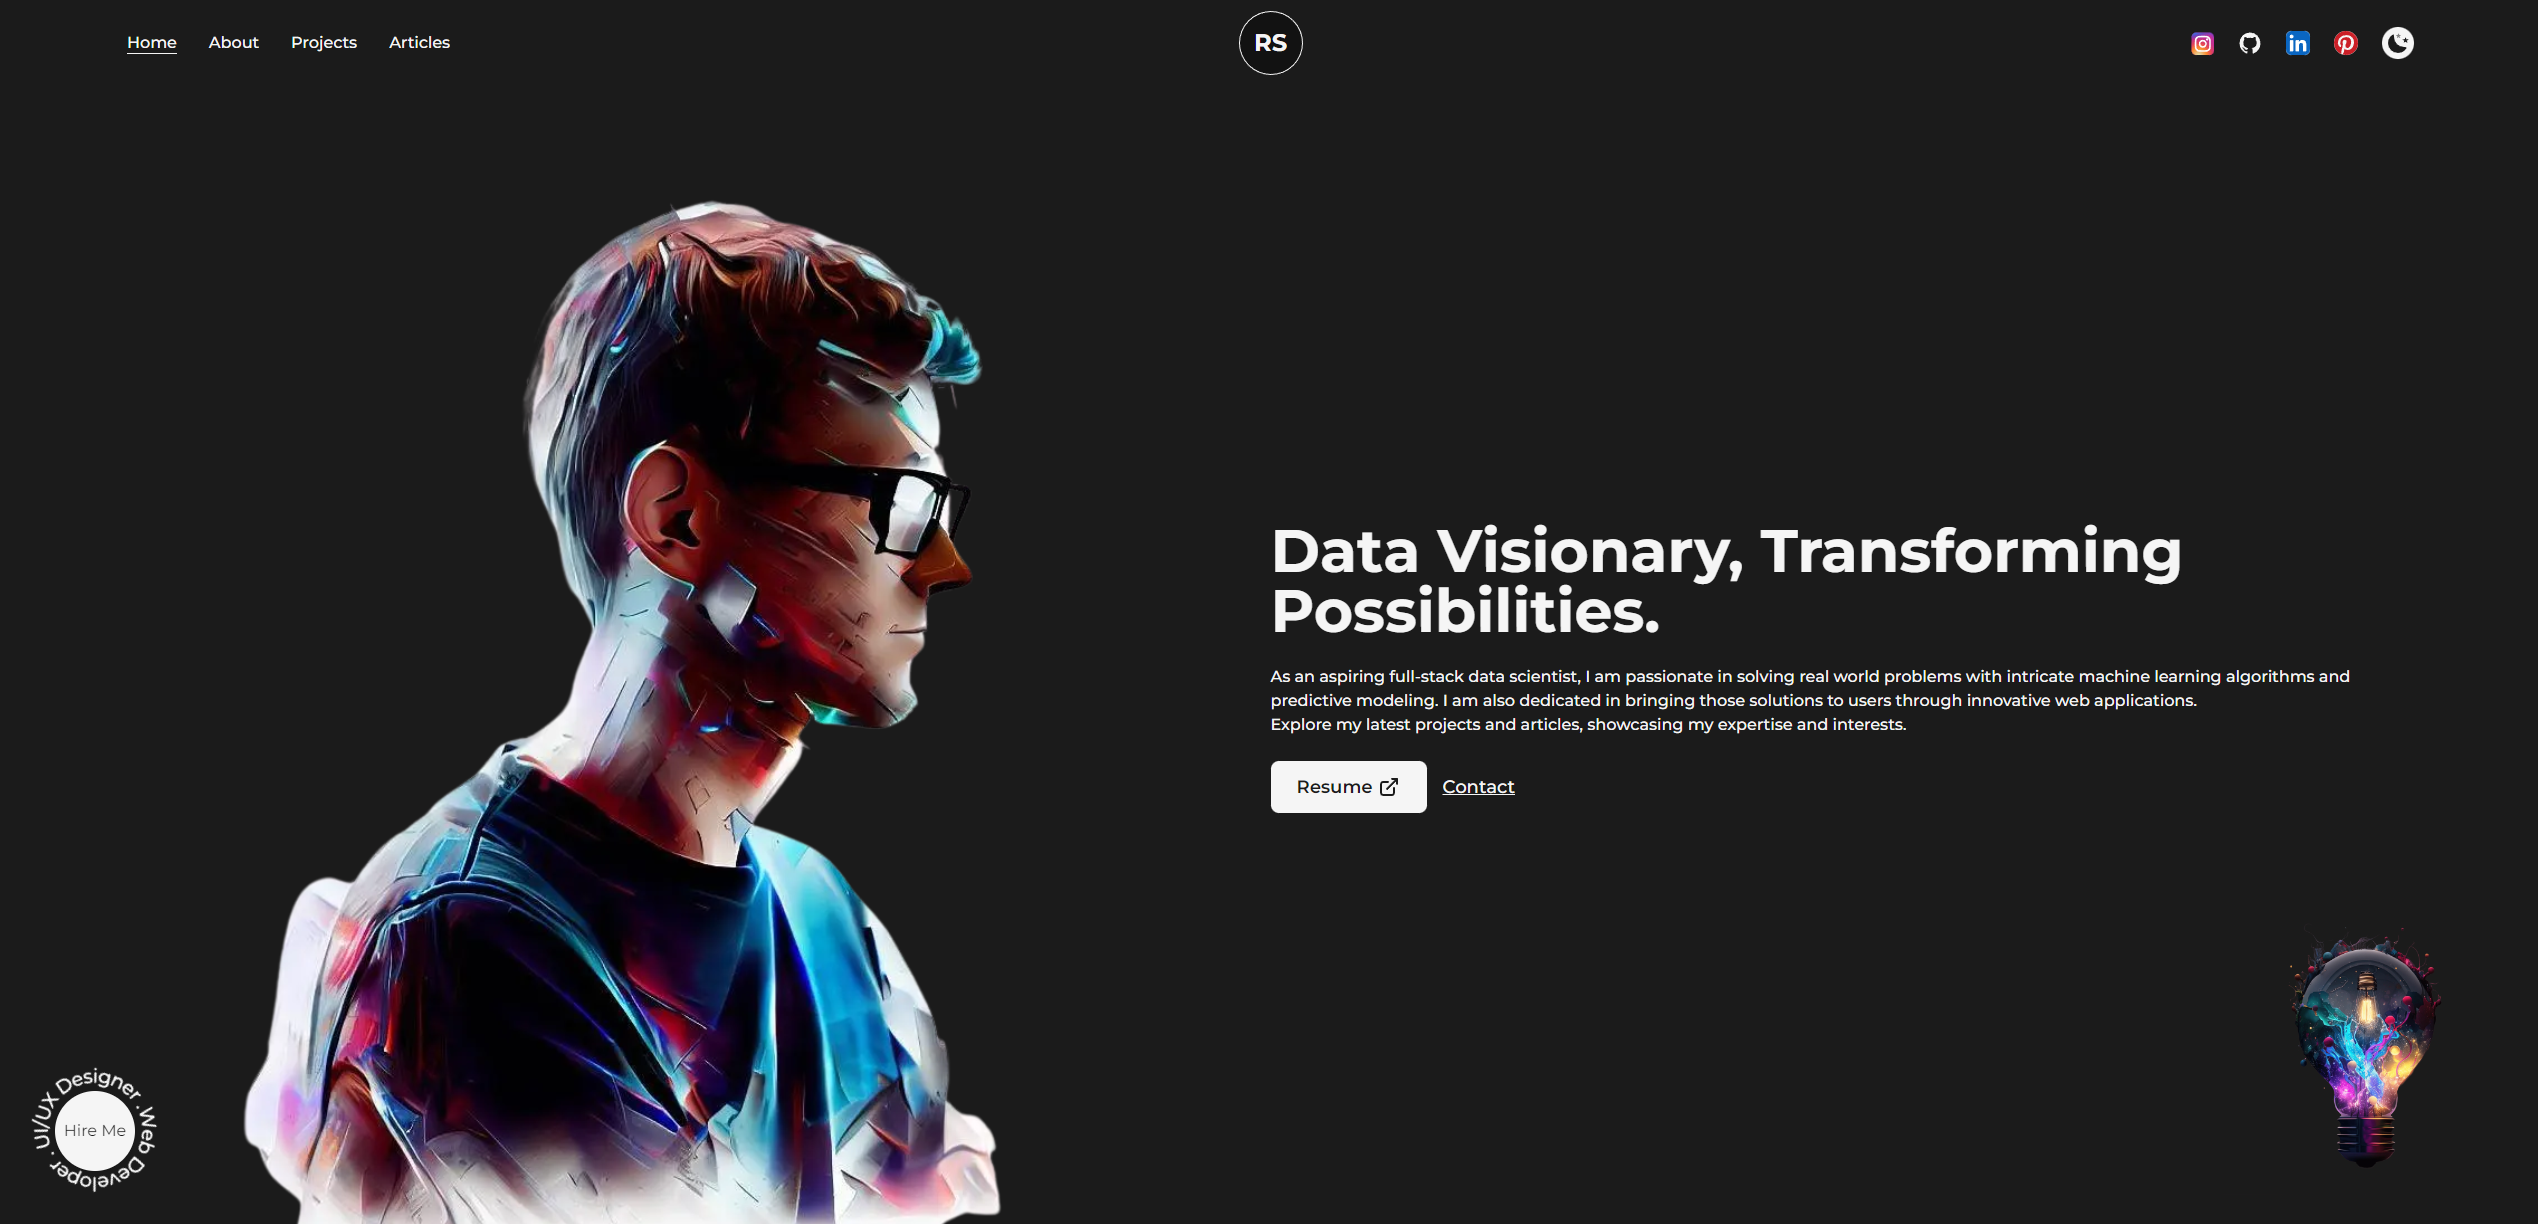 Home About Projects Articles
RS
Data Visionary, Transforming
Possibilities.
As an aspiring full-stack data scientist, I am passionate in solving real world problems with intricate machine learning algorithms and
predictive modeling. I am also dedicated in bringing those solutions to users through innovative web applications.
Explore my latest projects and articles, showcasing my expertise and interests.
Resume Contact
UI/UX Designer . Web Developer .
Hire Me